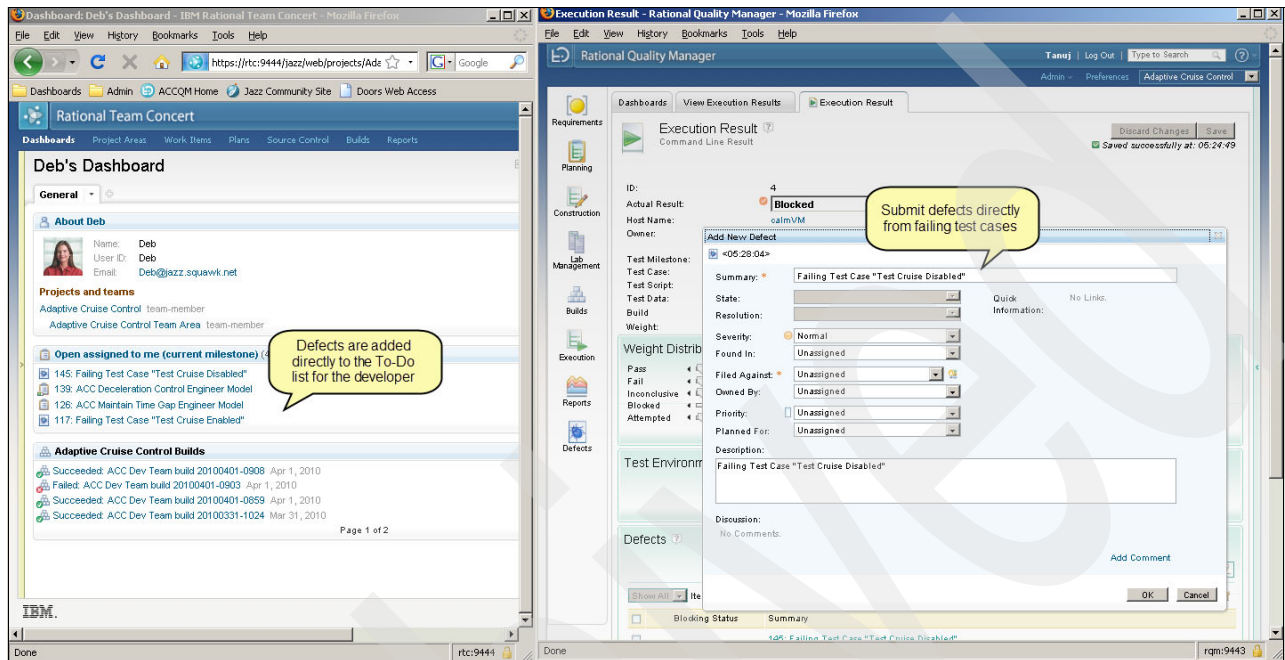 Dashboard: Deb's Dashboard - IBM Rational Team Concert - Mozilla Firefox
File Edit View History Bookmarks Tools Help
https://rtc:9444/jazz/web/projects/Ada
Google
Dashboards Admin ACCQM Home Jazz Community Site Doors Web Access
Rational Team Concert
Dashboards Project Areas Work Items Plans Source Control Builds Reports
Deb's Dashboard
General
About Deb
Name: Deb
User ID: Deb
Email: Deb@jazz.squawk.net
Projects and teams
Adaptive Cruise Control team-member
Adaptive Cruise Control Team Area team-member
Defects are added
directly to the To-Do
list for the developer
Open assigned to me (current milestone)
145: Failing Test Case "Test Cruise Disabled"
139: ACC Deceleration Control Engineer Model
126: ACC Maintain Time Gap Engineer Model
117: Failing Test Case "Test Cruise Enabled"
Adaptive Cruise Control Builds
Succeeded: ACC Dev Team build 20100401-0908 Apr 1, 2010
Failed: ACC Dev Team build 20100401-0903 Apr 1, 2010
Succeeded: ACC Dev Team build 20100401-0859 Apr 1, 2010
Succeeded: ACC Dev Team build 20100331-1024 Mar 31, 2010
Page 1 of 2
IBM.
Done
rtc:9444
Execution Result - Rational Quality Manager - Mozilla Firefox
File Edit View History Bookmarks Tools Help
Rational Quality Manager
Tanuj | Log Out | Type to Search
Admin Preferences Adaptive Cruise Control
Requirements
Planning
Construction
Lab
Management
Builds
Execution
Reports
Defects
Dashboards View Execution Results Execution Result
Execution Result
Command Line Result
Discard Changes Save
Saved successfully at: 05:24:49
ID: 4
Actual Result: Blocked
Host Name: calmVM
Owner:
Test Milestone:
Test Case:
Test Script:
Test Data:
Build
Weight:
Weight Distrib
Pass
Fail
Inconclusive
Blocked
Attempted
Test Environm
Defects
Show All Ite
Blocking Status Summary
146: Failing Test Case "Test Cruise Disabled"
Submit defects directly
from failing test cases
Add New Defect
<05:28:04>
Summary: * Failing Test Case "Test Cruise Disabled"
State:
Resolution:
Quick
Information:
No Links.
Severity: Normal
Found In: Unassigned
Filed Against: * Unassigned
Owned By: Unassigned
Priority: Unassigned
Planned For: Unassigned
Description:
Failing Test Case "Test Cruise Disabled"
Discussion:
No Comments.
Add Comment
OK Cancel
Done
rqm:9443